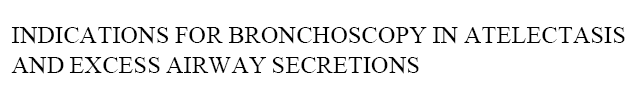 INDICATIONS FOR BRONCHOSCOPY IN ATELECTASIS
AND EXCESS AIRWAY SECRETIONS